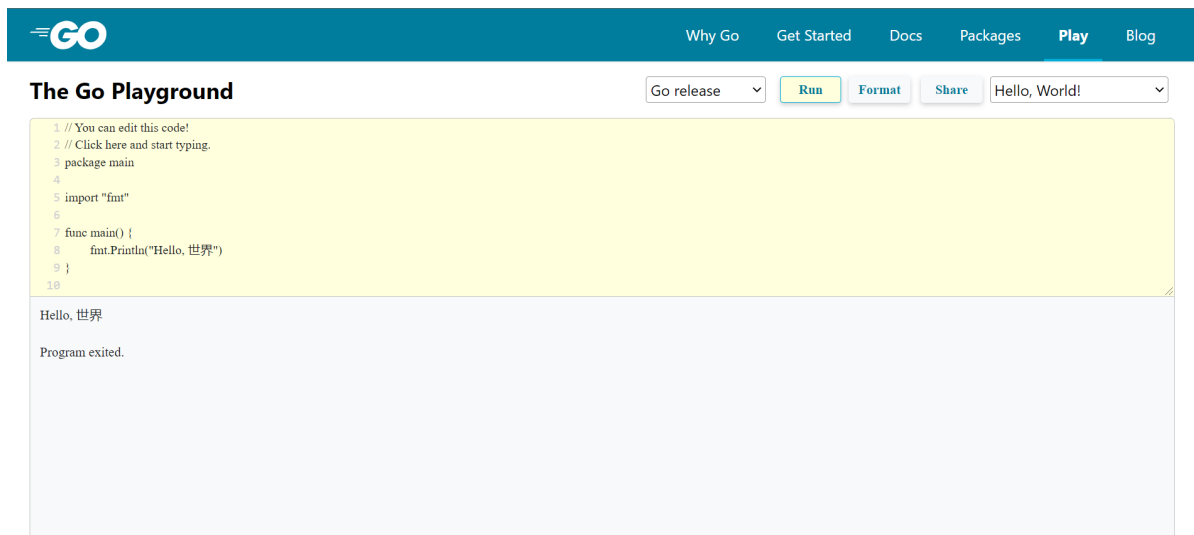 GO
Why Go
Get Started
Docs
Packages
Play
Blog
The Go Playground
Go release
Run
Format
Share
Hello, World!
1 // You can edit this code!
2 // Click here and start typing.
3 package main
4
5 import "fmt"
6
7 func main() {
8 fmt.Println("Hello, 世界")
9 }
10
Hello, 世界
Program exited.